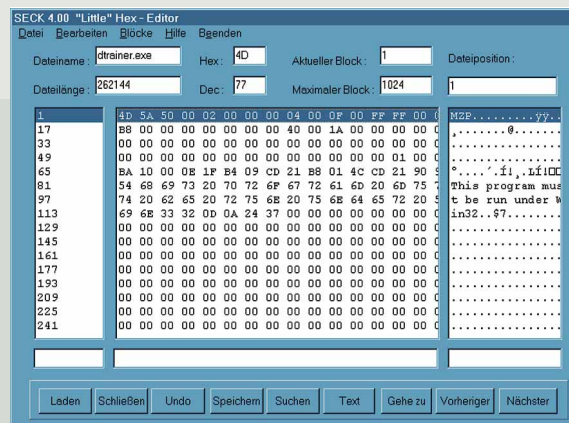 SECK 4.00 "Little" Hex - Editor
Datei Bearbeiten Blöcke Hilfe Beenden
Dateiname : dtrainer.exe Hex : 4D Aktueller Block : 1 Dateiposition :
Dateilänge : 262144 Dec : 77 Maximaler Block : 1024 1
1 4D 5A 50 00 02 00 00 00 04 00 0F 00 FF FF 00 MZP.........ÿÿ..
17 B8 00 00 00 00 00 00 00 40 00 1A 00 00 00 00 ¸.......@.......
33 00 00 00 00 00 00 00 00 00 00 00 00 00 00 00 ................
49 00 00 00 00 00 00 00 00 00 00 00 00 00 01 00 ................
65 BA 10 00 0E 1F B4 09 CD 21 B8 01 4C CD 21 90 º....´.Í!¸.LÍ!
81 54 68 69 73 20 70 72 6F 67 72 61 6D 20 6D 75 This program mus
97 74 20 62 65 20 72 75 6E 20 75 6E 64 65 72 20 t be run under W
113 69 6E 33 32 0D 0A 24 37 00 00 00 00 00 00 00 in32..$7........
129 00 00 00 00 00 00 00 00 00 00 00 00 00 00 00 ................
145 00 00 00 00 00 00 00 00 00 00 00 00 00 00 00 ................
161 00 00 00 00 00 00 00 00 00 00 00 00 00 00 00 ................
177 00 00 00 00 00 00 00 00 00 00 00 00 00 00 00 ................
193 00 00 00 00 00 00 00 00 00 00 00 00 00 00 00 ................
209 00 00 00 00 00 00 00 00 00 00 00 00 00 00 00 ................
225 00 00 00 00 00 00 00 00 00 00 00 00 00 00 00 ................
241 00 00 00 00 00 00 00 00 00 00 00 00 00 00 00 ................
Laden Schließen Undo Speichern Suchen Text Gehe zu Vorheriger Nächster